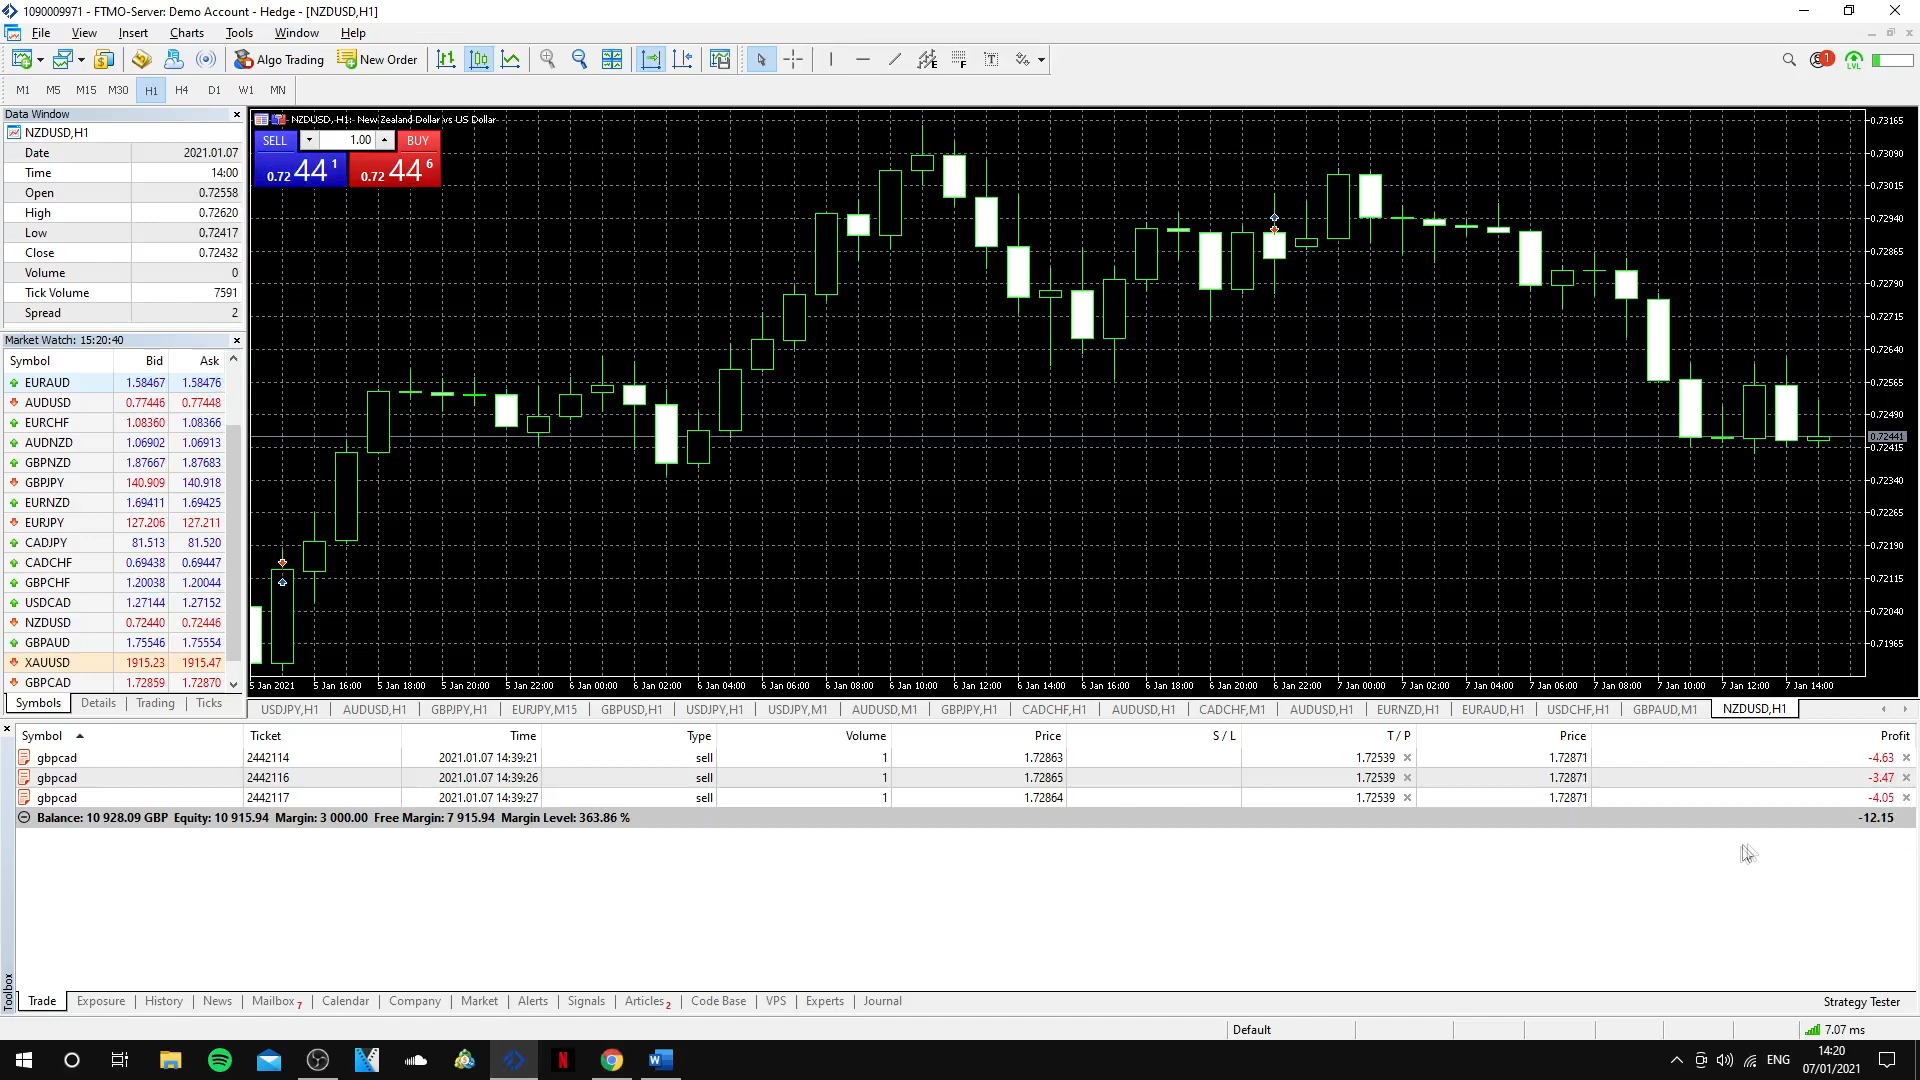 1090009971 - FTMO-Server: Demo Account - Hedge - [NZDUSD,H1]
File View Insert Charts Tools Window Help
Algo Trading New Order 1 LVL
M1 M5 M15 M30 H1 H4 D1 W1 MN
Data Window
NZDUSD,H1
Date 2021.01.07
Time 14:00
Open 0.72558
High 0.72620
Low 0.72417
Close 0.72432
Volume 0
Tick Volume 7591
Spread 2
Market Watch: 15:20:40
Symbol Bid Ask
EURAUD 1.58467 1.58476
AUDUSD 0.77446 0.77448
EURCHF 1.08360 1.08366
AUDNZD 1.06902 1.06913
GBPNZD 1.87667 1.87683
GBPJPY 140.909 140.918
EURNZD 1.69411 1.69425
EURJPY 127.206 127.211
CADJPY 81.513 81.520
CADCHF 0.69438 0.69447
GBPCHF 1.20038 1.20044
USDCAD 1.27144 1.27152
NZDUSD 0.72440 0.72446
GBPAUD 1.75546 1.75554
XAUUSD 1915.23 1915.47
GBPCAD 1.72859 1.72870
Symbols Details Trading Ticks
NZDUSD, H1: New Zealand Dollar vs US Dollar
SELL 1.00 BUY
0.72 44 1 0.72 44 6
0.73165
0.73090
0.73015
0.72940
0.72865
0.72790
0.72715
0.72640
0.72565
0.72490
0.72441
0.72415
0.72340
0.72265
0.72190
0.72115
0.72040
0.71965
5 Jan 2021 5 Jan 16:00 5 Jan 18:00 5 Jan 20:00 5 Jan 22:00 6 Jan 00:00 6 Jan 02:00 6 Jan 04:00 6 Jan 06:00 6 Jan 08:00 6 Jan 10:00 6 Jan 12:00 6 Jan 14:00 6 Jan 16:00 6 Jan 18:00 6 Jan 20:00 6 Jan 22:00 7 Jan 00:00 7 Jan 02:00 7 Jan 04:00 7 Jan 06:00 7 Jan 08:00 7 Jan 10:00 7 Jan 12:00 7 Jan 14:00
USDJPY,H1 AUDUSD,H1 GBPJPY,H1 EURJPY,M15 GBPUSD,H1 USDJPY,H1 USDJPY,M1 AUDUSD,M1 GBPJPY,H1 CADCHF,H1 AUDUSD,H1 CADCHF,M1 AUDUSD,H1 EURNZD,H1 EURAUD,H1 USDCHF,H1 GBPAUD,M1 NZDUSD,H1
Symbol Ticket Time Type Volume Price S / L T / P Price Profit
gbpcad 2442114 2021.01.07 14:39:21 sell 1 1.72863 1.72539 1.72871 -4.63
gbpcad 2442116 2021.01.07 14:39:26 sell 1 1.72865 1.72539 1.72871 -3.47
gbpcad 2442117 2021.01.07 14:39:27 sell 1 1.72864 1.72539 1.72871 -4.05
Balance: 10 928.09 GBP Equity: 10 915.94 Margin: 3 000.00 Free Margin: 7 915.94 Margin Level: 363.86 % -12.15
Toolbox
Trade Exposure History News Mailbox 7 Calendar Company Market Alerts Signals Articles 2 Code Base VPS Experts Journal Strategy Tester
Default 7.07 ms
ENG 14:20
07/01/2021